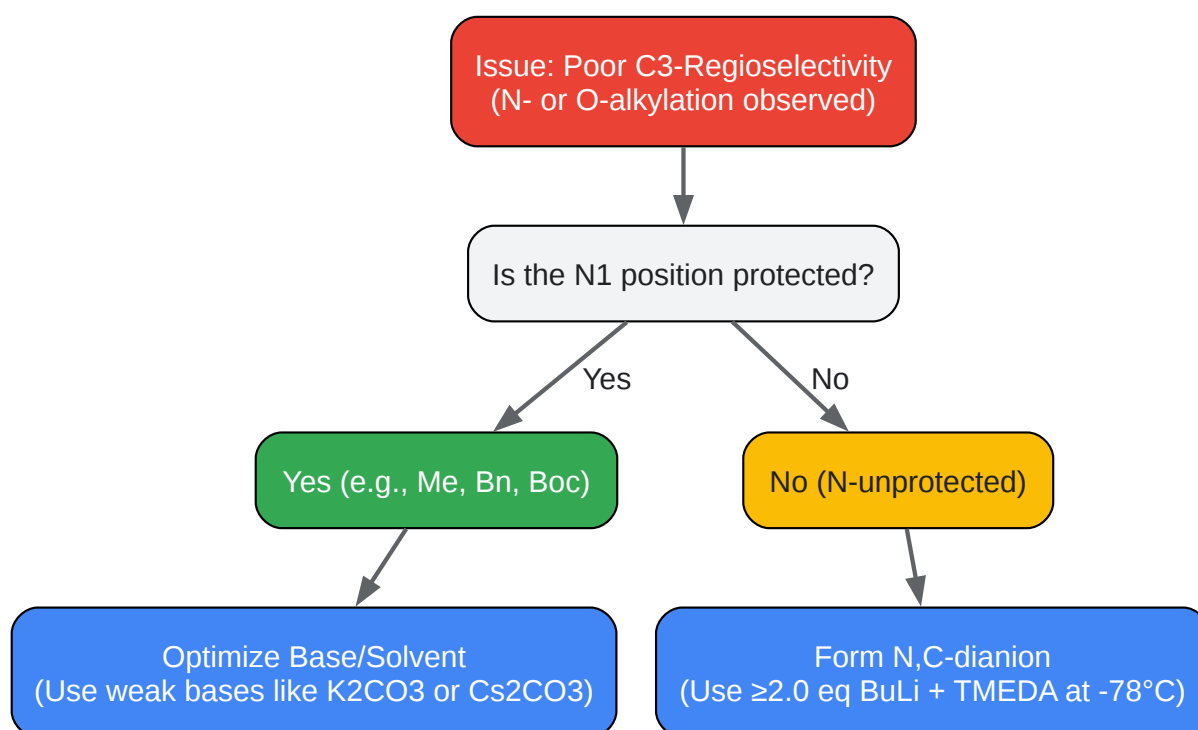 Issue: Poor C3-Regioselectivity
(N- or O-alkylation observed)
Is the N1 position protected?
Yes
No
Yes (e.g., Me, Bn, Boc)
No (N-unprotected)
Optimize Base/Solvent
(Use weak bases like K2CO3 or Cs2CO3)
Form N,C-dianion
(Use ≥2.0 eq BuLi + TMEDA at -78°C)